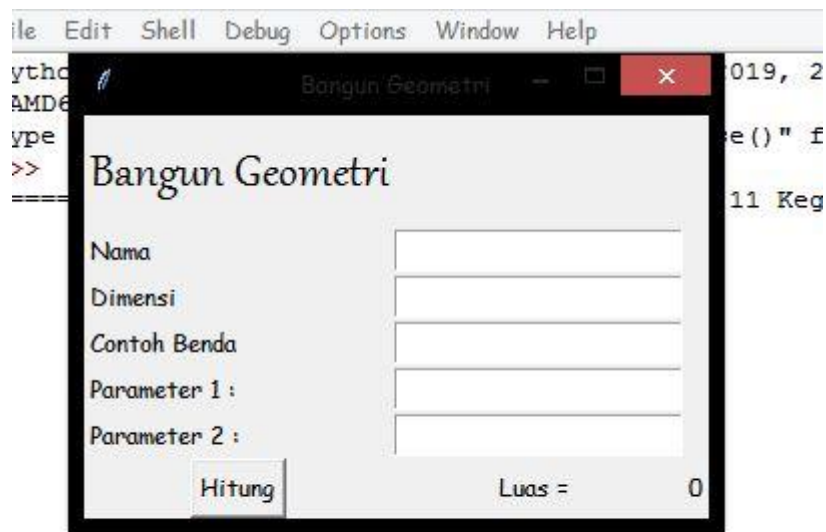 ile Edit Shell Debug Options Window Help
ytho
019, 2
Bangun Geometri
AMD6
ype
e()" f
>>
=====
11 Keg
Bangun Geometri
Nama
Dimensi
Contoh Benda
Parameter 1 :
Parameter 2 :
Hitung Luas = 0